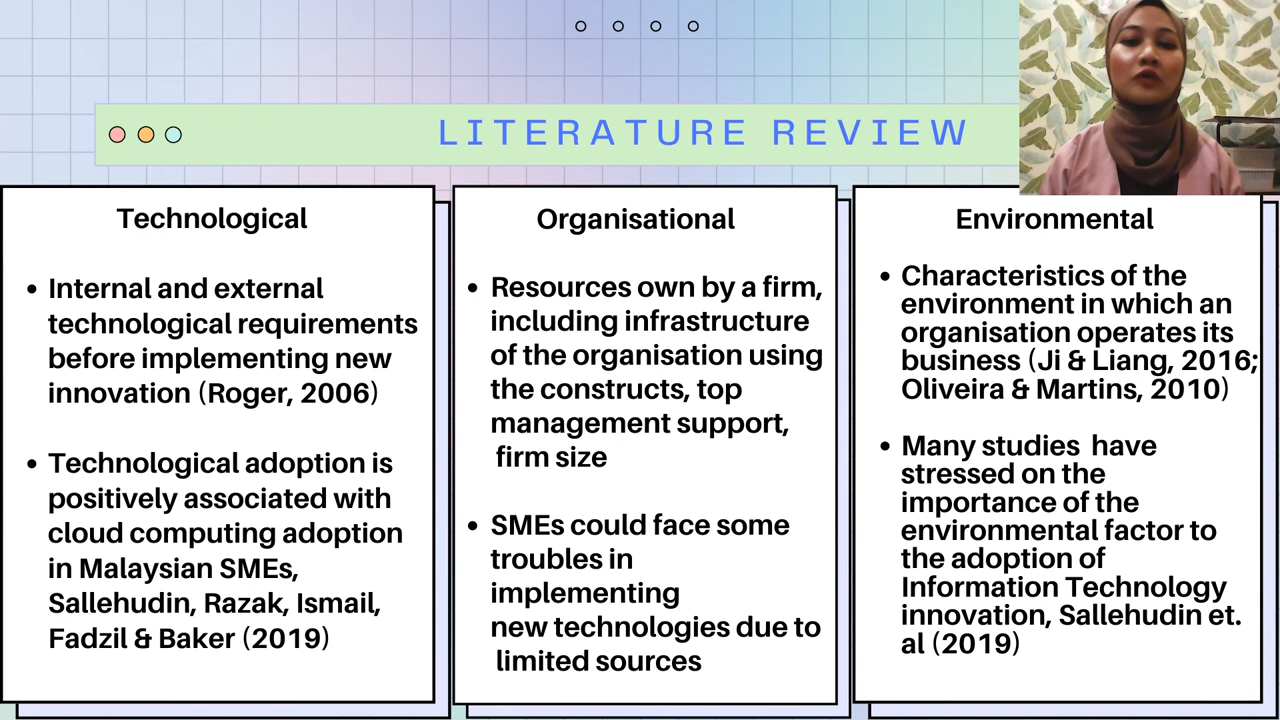 LITERATURE REVIEW
Technological
Internal and external
technological requirements
before implementing new
innovation (Roger, 2006)
Technological adoption is
positively associated with
cloud computing adoption
in Malaysian SMEs,
Sallehudin, Razak, Ismail,
Fadzil & Baker (2019)
Organisational
Resources own by a firm,
including infrastructure
of the organisation using
the constructs, top
management support,
firm size
SMEs could face some
troubles in
implementing
new technologies due to
limited sources
Environmental
Characteristics of the
environment in which an
organisation operates its
business (Ji & Liang, 2016;
Oliveira & Martins, 2010)
Many studies have
stressed on the
importance of the
environmental factor to
the adoption of
Information Technology
innovation, Sallehudin et.
al (2019)